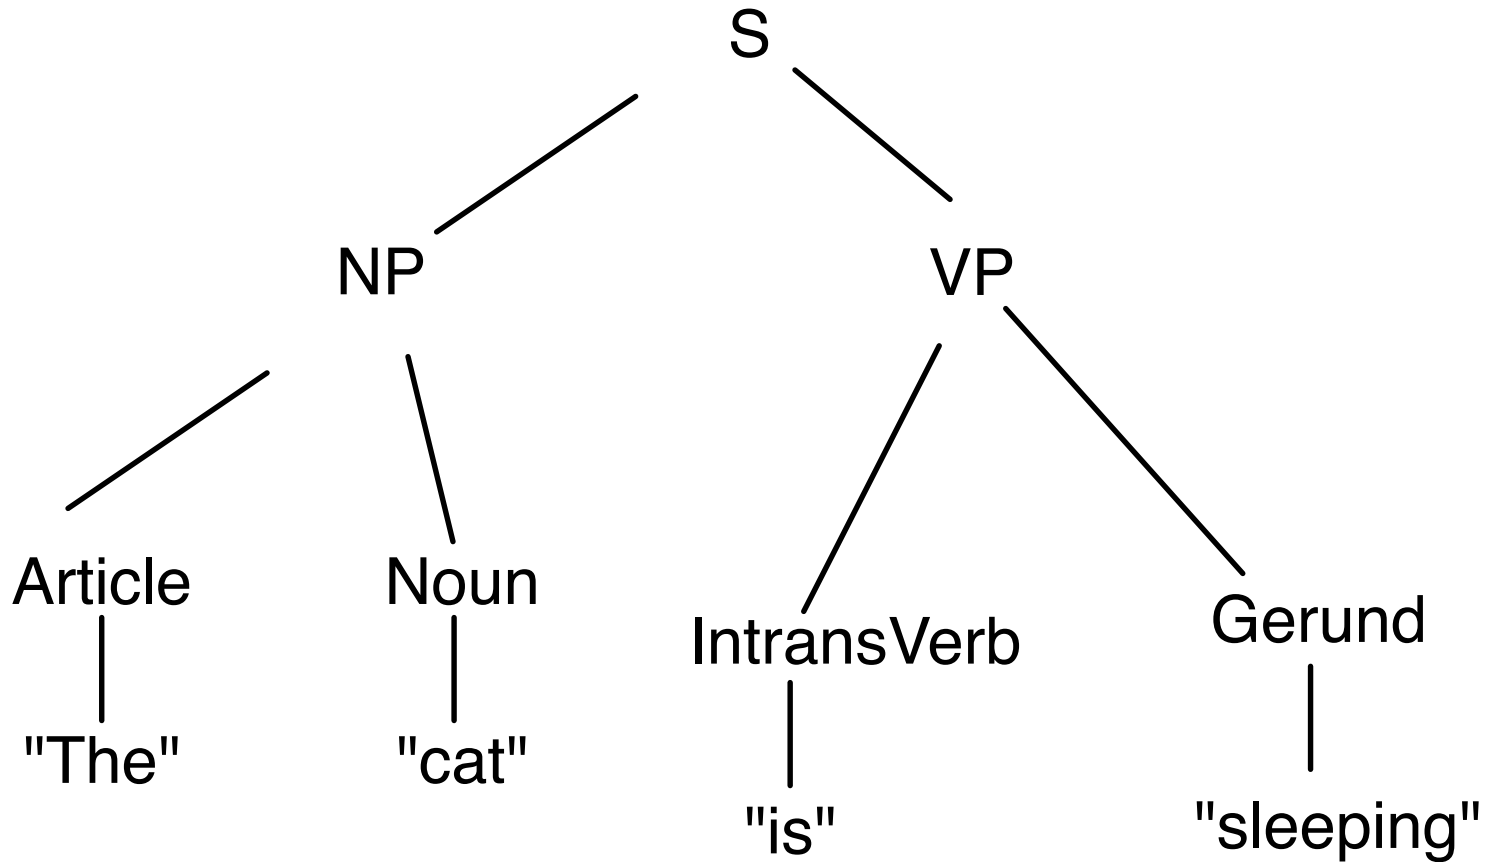 S
NP VP
Article Noun IntransVerb Gerund
"The" "cat" "is" "sleeping"